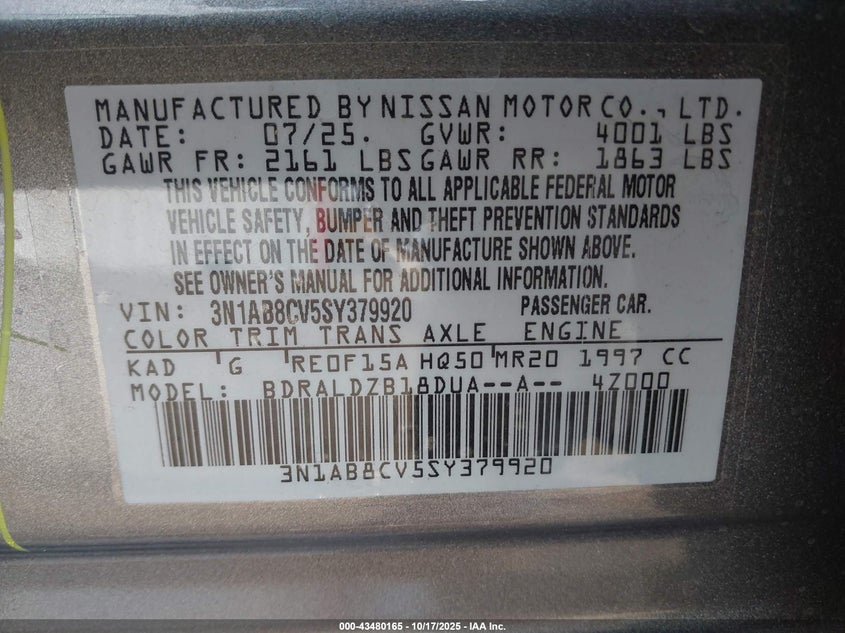 MANUFACTURED BY NISSAN MOTOR CO., LTD.
DATE: 07/25. GVWR: 4001 LBS
GAWR FR: 2161 LBS GAWR RR: 1863 LBS
THIS VEHICLE CONFORMS TO ALL APPLICABLE FEDERAL MOTOR
VEHICLE SAFETY, BUMPER AND THEFT PREVENTION STANDARDS
IN EFFECT ON THE DATE OF MANUFACTURE SHOWN ABOVE.
SEE OWNER'S MANUAL FOR ADDITIONAL INFORMATION.
VIN: 3N1AB8CV5SY379920 PASSENGER CAR.
COLOR TRIM TRANS AXLE ENGINE
KAD G RE0F15A HQ50 MR20 1997 CC
MODEL: BDRALDZB18DUA--A-- 4Z000
3N1AB8CV5SY379920
000-43480165 - 10/17/2025 - IAA Inc.